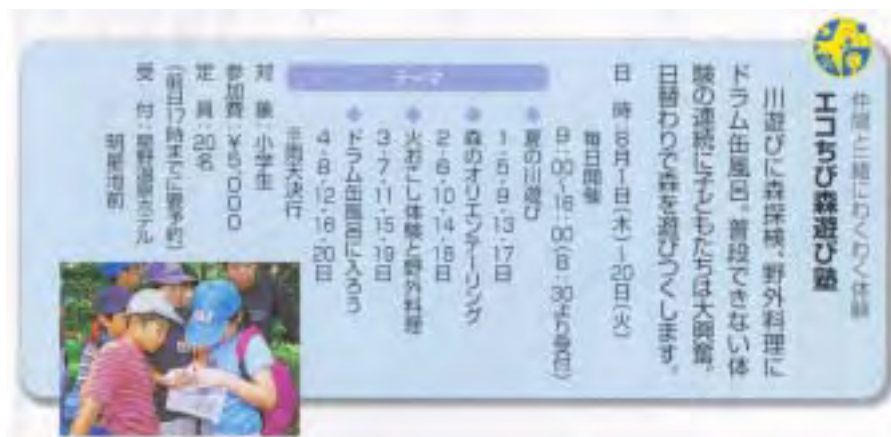 仲間と一緒にわくわく体験
エコちび森遊び塾
川遊びに森探検、野外料理に
ドラム缶風呂。普段できない体
験の連続に子どもたちは大興奮。
日替わりで森を遊びつくします。
日 時:8月1日(木)〜20日(火)
毎日開催
9:00〜16:00(8:30より受付)
テーマ
◆夏の川遊び
1・5・9・13・17日
◆森のオリエンテーリング
2・6・10・14・18日
◆火おこし体験と野外料理
3・7・11・15・19日
◆ドラム缶風呂に入ろう
4・8・12・16・20日
※雨天決行
対 象:小学生
参加費:¥5,000
定 員:20名
(前日17時までに要予約)
受 付:星野温泉ホテル
明星池前